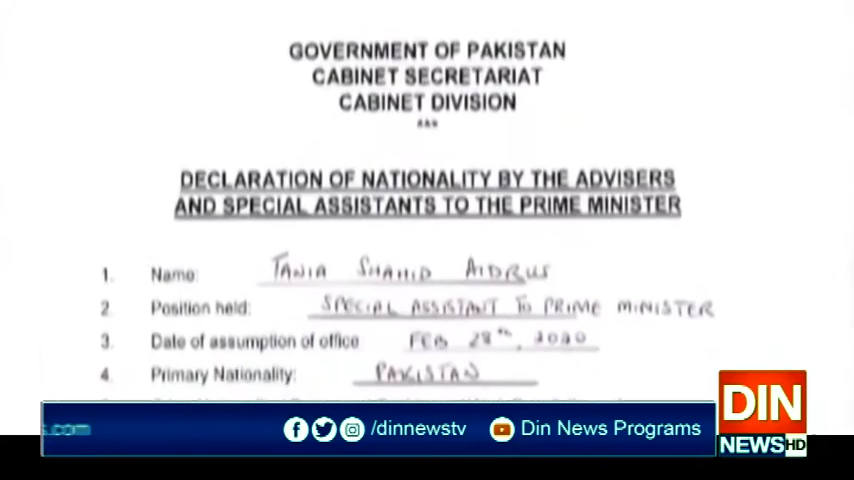 GOVERNMENT OF PAKISTAN
CABINET SECRETARIAT
CABINET DIVISION
***
DECLARATION OF NATIONALITY BY THE ADVISERS
AND SPECIAL ASSISTANTS TO THE PRIME MINISTER
1. Name: TANIA SHAHID AIDRUS
2. Position held: SPECIAL ASSISTANT TO PRIME MINISTER
3. Date of assumption of office FEB 28th, 2020
4. Primary Nationality: PAKISTAN
s.com /dinnewstv Din News Programs
DIN
NEWS HD